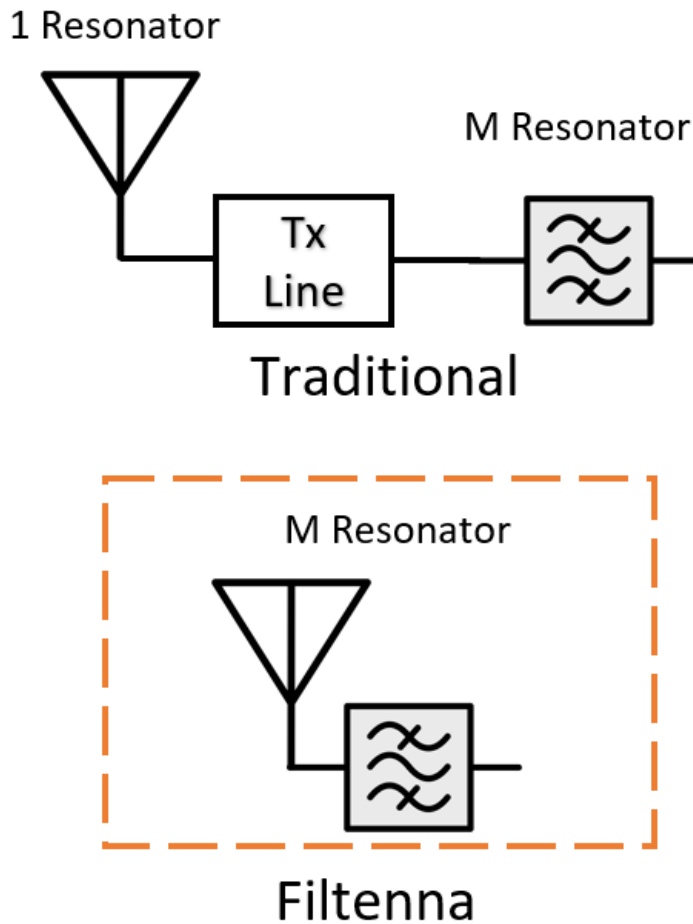 1 Resonator
M Resonator
Tx
Line
Traditional
M Resonator
Filtenna